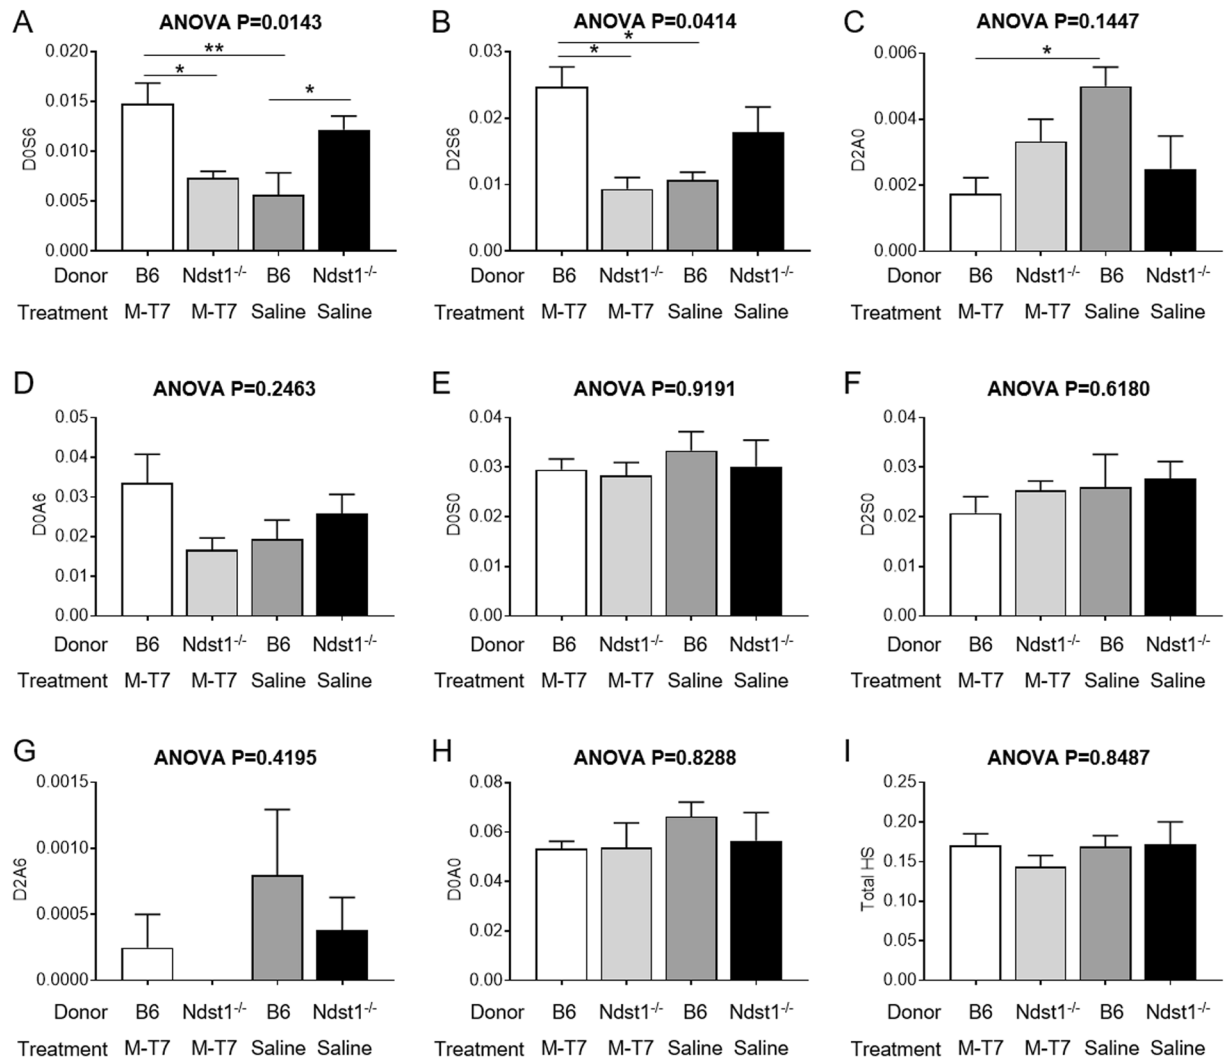 A
ANOVA P=0.0143
D0S6
0.020
0.015
0.010
0.005
0.000
**
*
*
Donor B6 Ndst1-/- B6 Ndst1-/-
Treatment M-T7 M-T7 Saline Saline
B
ANOVA P=0.0414
D2S6
0.03
0.02
0.01
0.00
*
*
B6 Ndst1-/- B6 Ndst1-/-
M-T7 M-T7 Saline Saline
C
ANOVA P=0.1447
D2A0
0.006
0.004
0.002
0.000
*
B6 Ndst1-/- B6 Ndst1-/-
M-T7 M-T7 Saline Saline
D
ANOVA P=0.2463
D0A6
0.05
0.04
0.03
0.02
0.01
0.00
Donor B6 Ndst1-/- B6 Ndst1-/-
Treatment M-T7 M-T7 Saline Saline
E
ANOVA P=0.9191
D0S0
0.04
0.03
0.02
0.01
0.00
Donor B6 Ndst1-/- B6 Ndst1-/-
Treatment M-T7 M-T7 Saline Saline
F
ANOVA P=0.6180
D2S0
0.04
0.03
0.02
0.01
0.00
Donor B6 Ndst1-/- B6 Ndst1-/-
Treatment M-T7 M-T7 Saline Saline
G
ANOVA P=0.4195
D2A6
0.0015
0.0010
0.0005
0.0000
Donor B6 Ndst1-/- B6 Ndst1-/-
Treatment M-T7 M-T7 Saline Saline
H
ANOVA P=0.8288
D0A0
0.08
0.06
0.04
0.02
0.00
Donor B6 Ndst1-/- B6 Ndst1-/-
Treatment M-T7 M-T7 Saline Saline
I
ANOVA P=0.8487
Total HS
0.25
0.20
0.15
0.10
0.05
0.00
Donor B6 Ndst1-/- B6 Ndst1-/-
Treatment M-T7 M-T7 Saline Saline